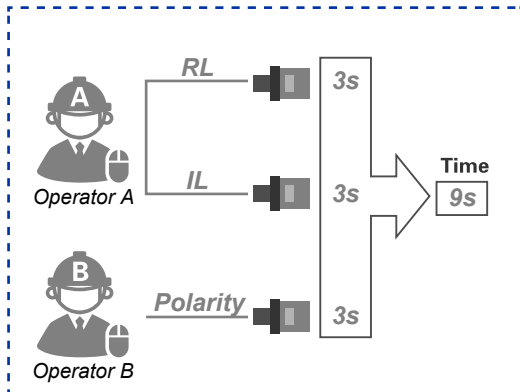 A
Operator A
RL
3s
IL
3s
Time
9s
B
Operator B
Polarity
3s